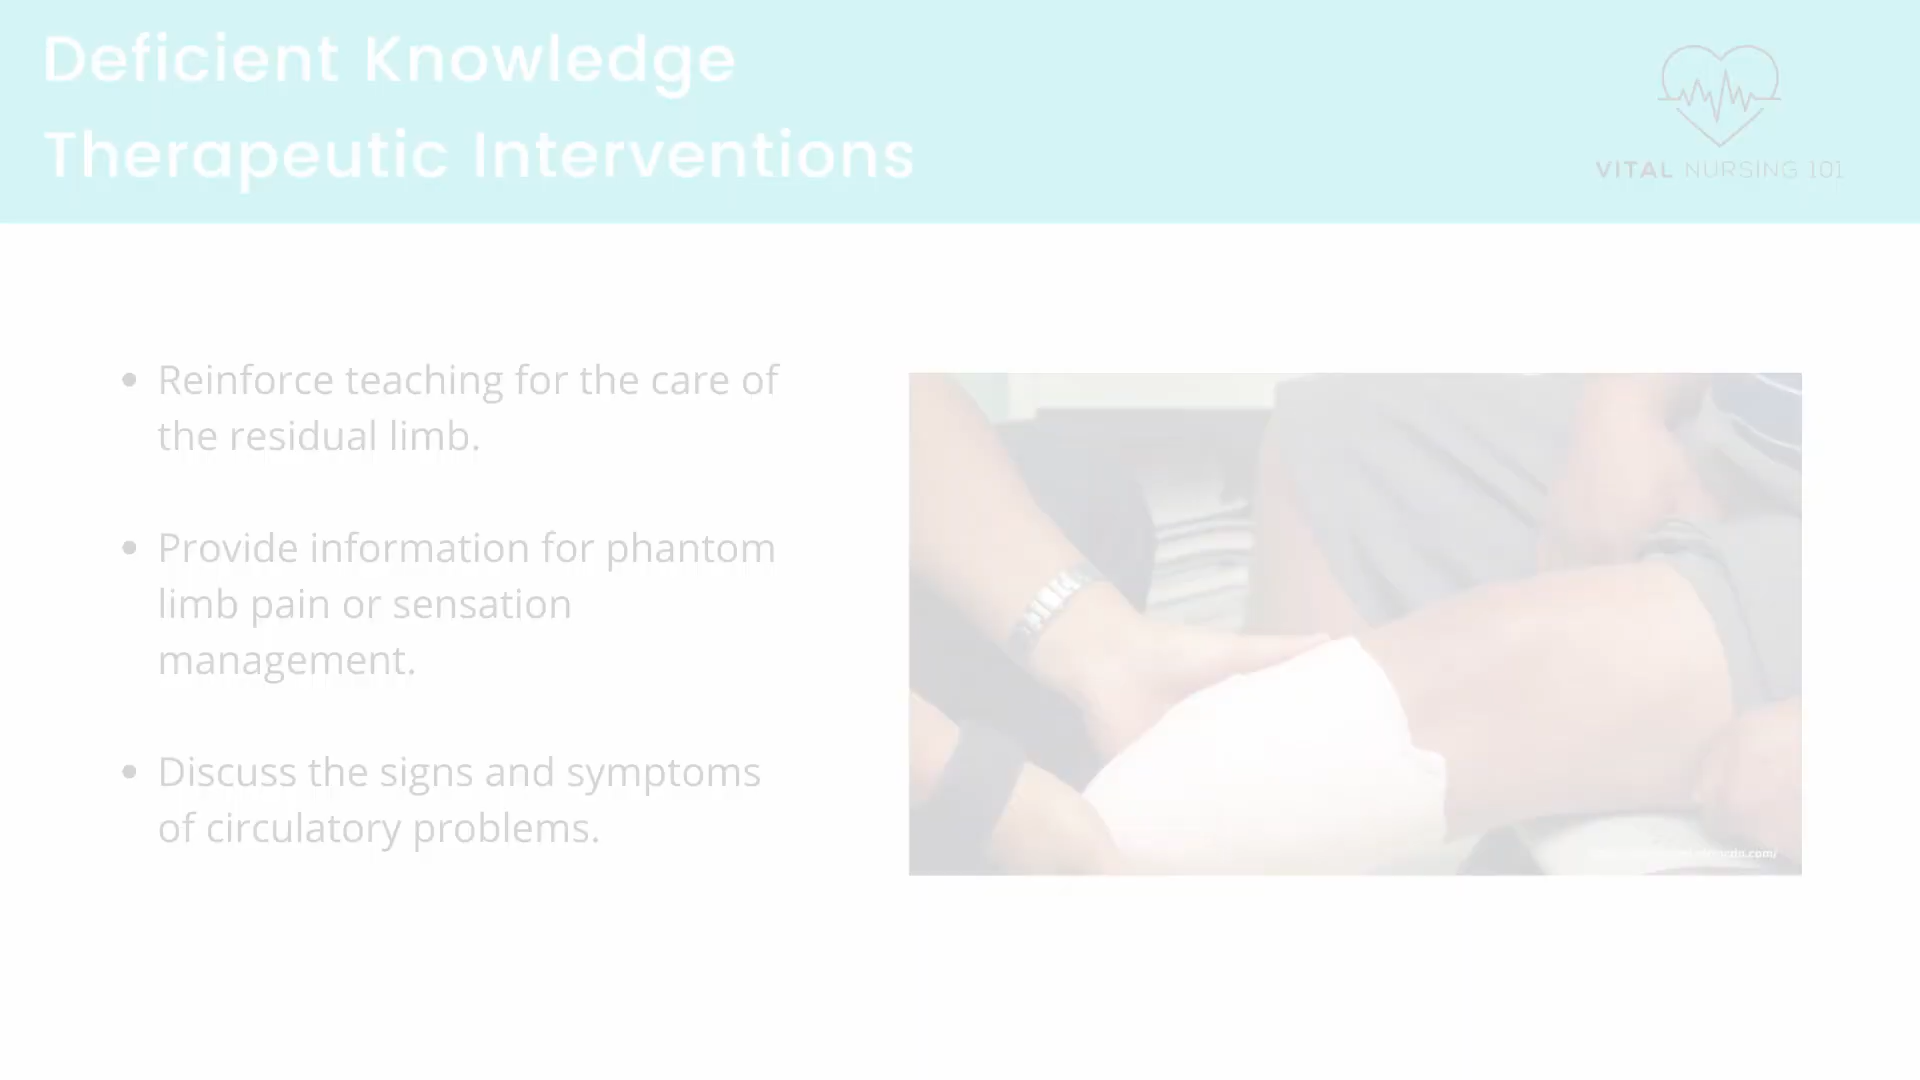 Deficient Knowledge
Therapeutic Interventions
VITAL NURSING 101
• Reinforce teaching for the care of
the residual limb.
• Provide information for phantom
limb pain or sensation
management.
• Discuss the signs and symptoms
of circulatory problems.